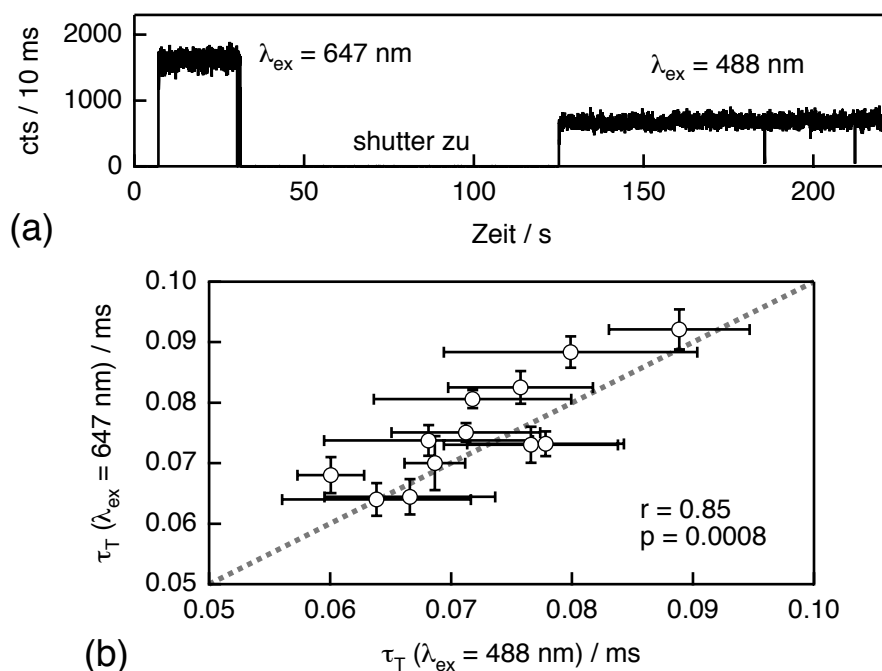 2000
1000
0
cts / 10 ms
λex = 647 nm
λex = 488 nm
shutter zu
0 50 100 150 200
Zeit / s
(a)
0.10
0.09
0.08
0.07
0.06
0.05
τT (λex = 647 nm) / ms
r = 0.85
p = 0.0008
0.05 0.06 0.07 0.08 0.09 0.10
τT (λex = 488 nm) / ms
(b)